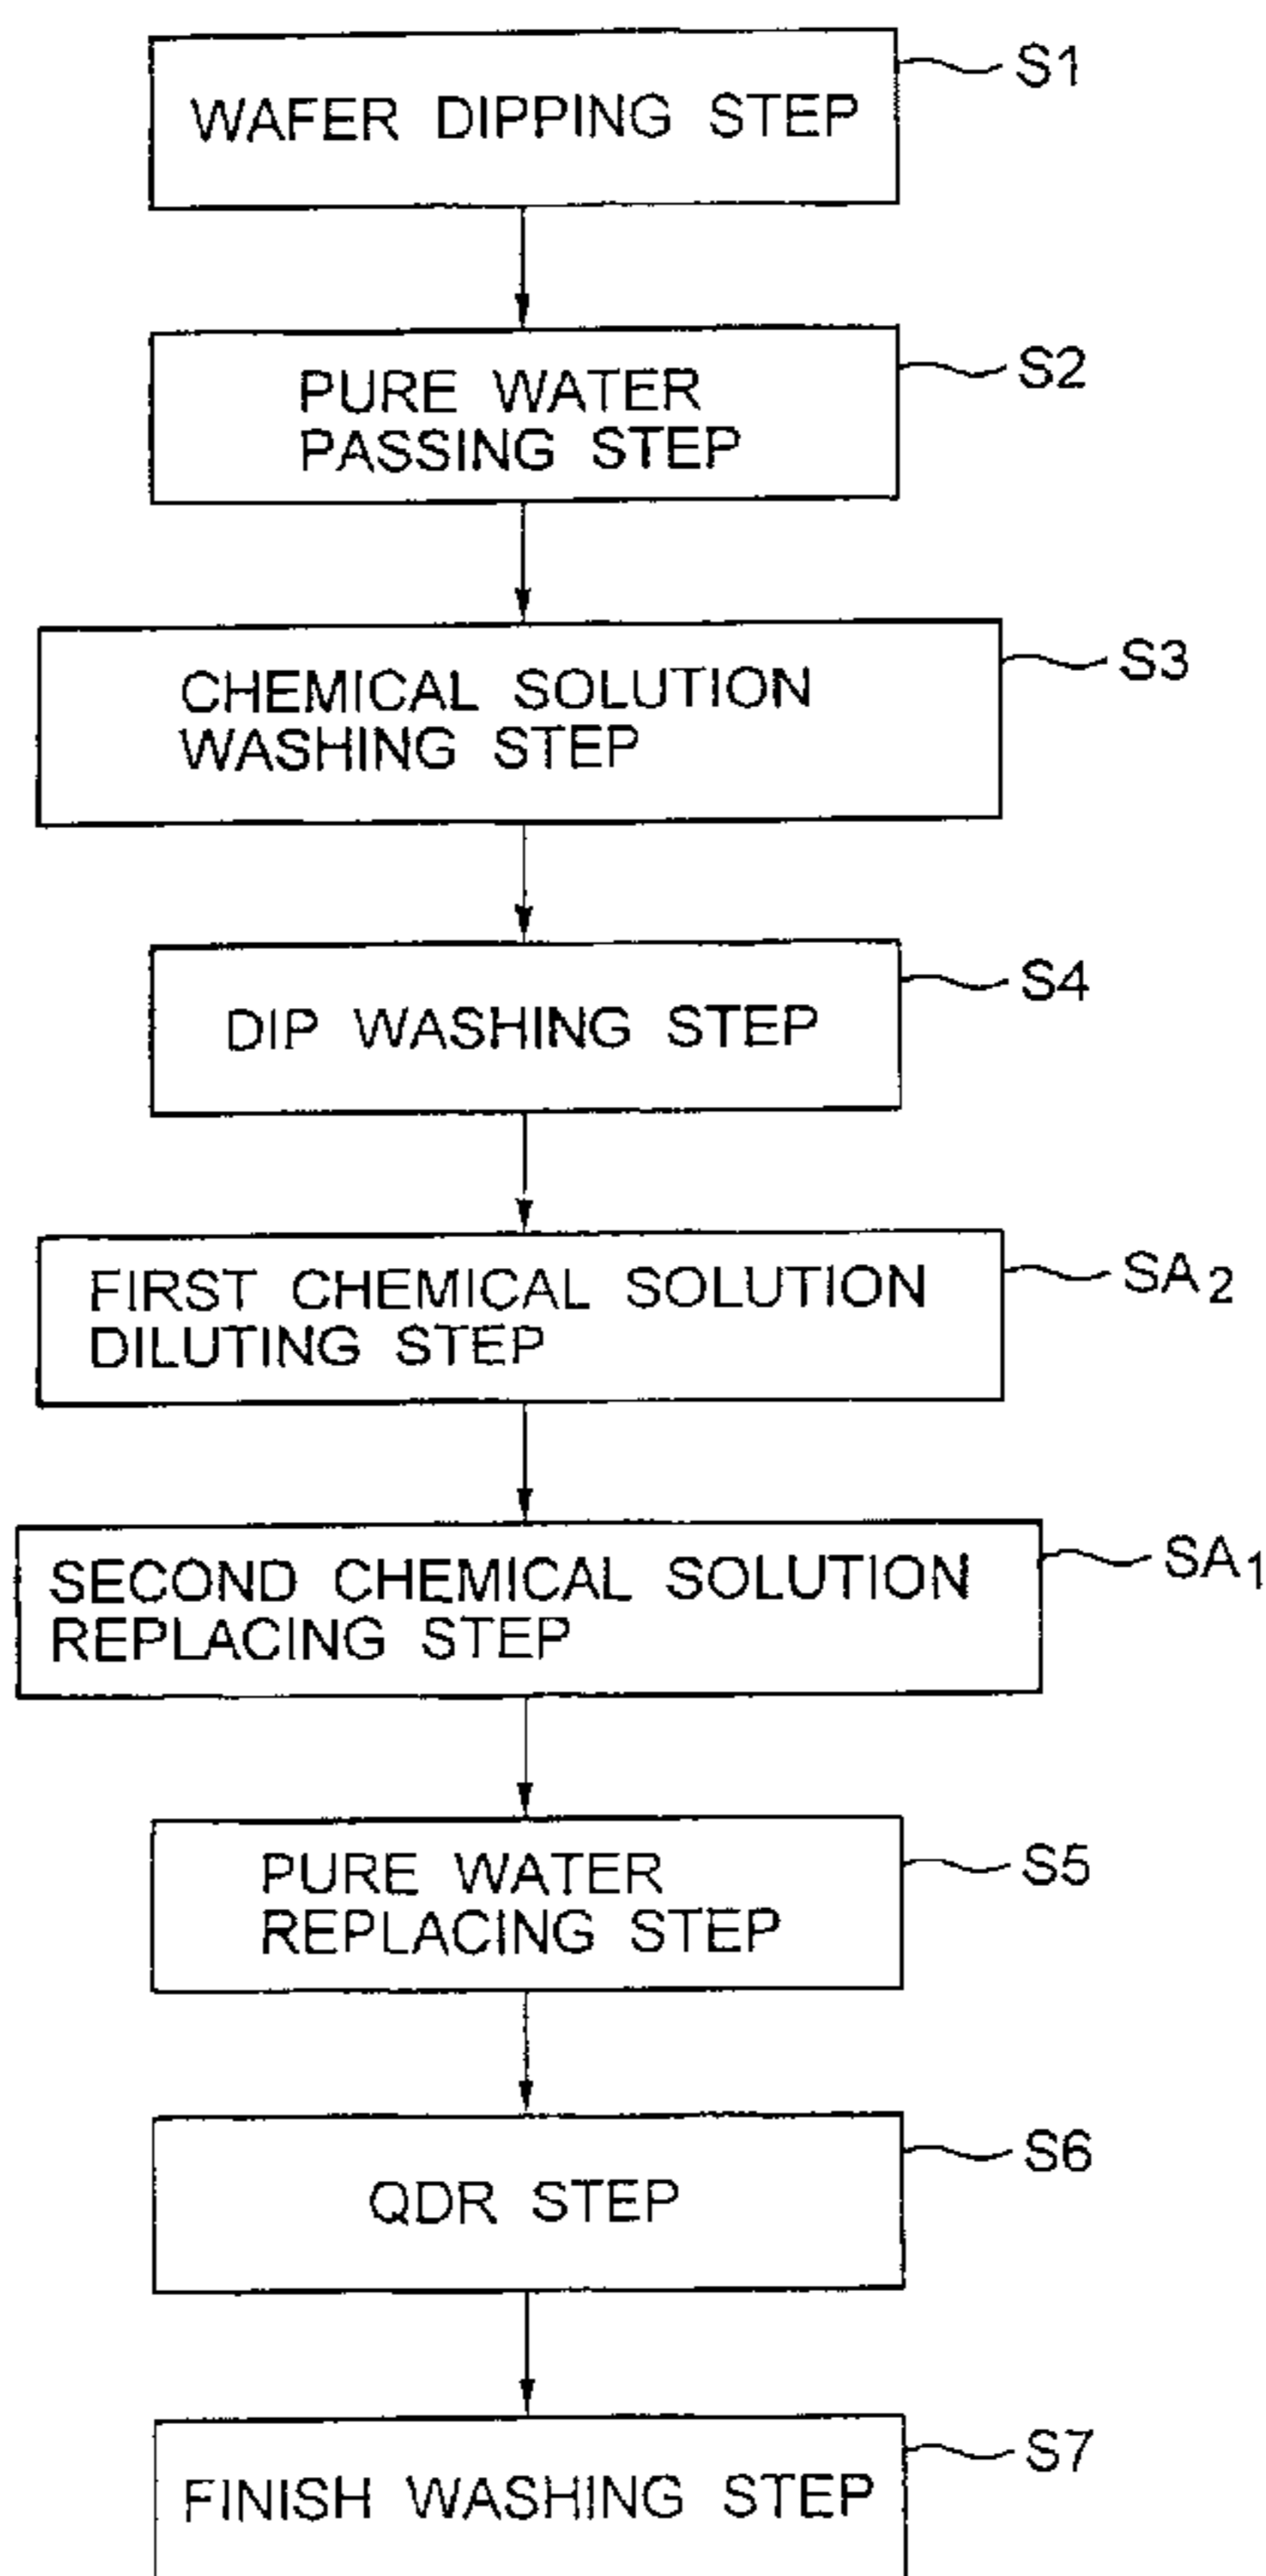 WAFER DIPPING STEP
S1
PURE WATER
PASSING STEP
S2
CHEMICAL SOLUTION
WASHING STEP
S3
DIP WASHING STEP
S4
FIRST CHEMICAL SOLUTION
DILUTING STEP
SA2
SECOND CHEMICAL SOLUTION
REPLACING STEP
SA1
PURE WATER
REPLACING STEP
S5
QDR STEP
S6
FINISH WASHING STEP
S7